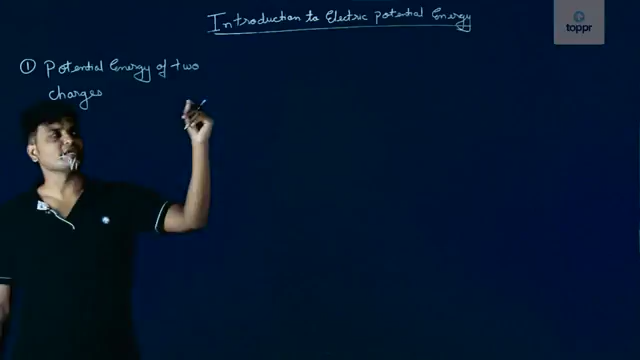 Introduction to Electric potential Energy
toppr
① Potential Energy of two
charges